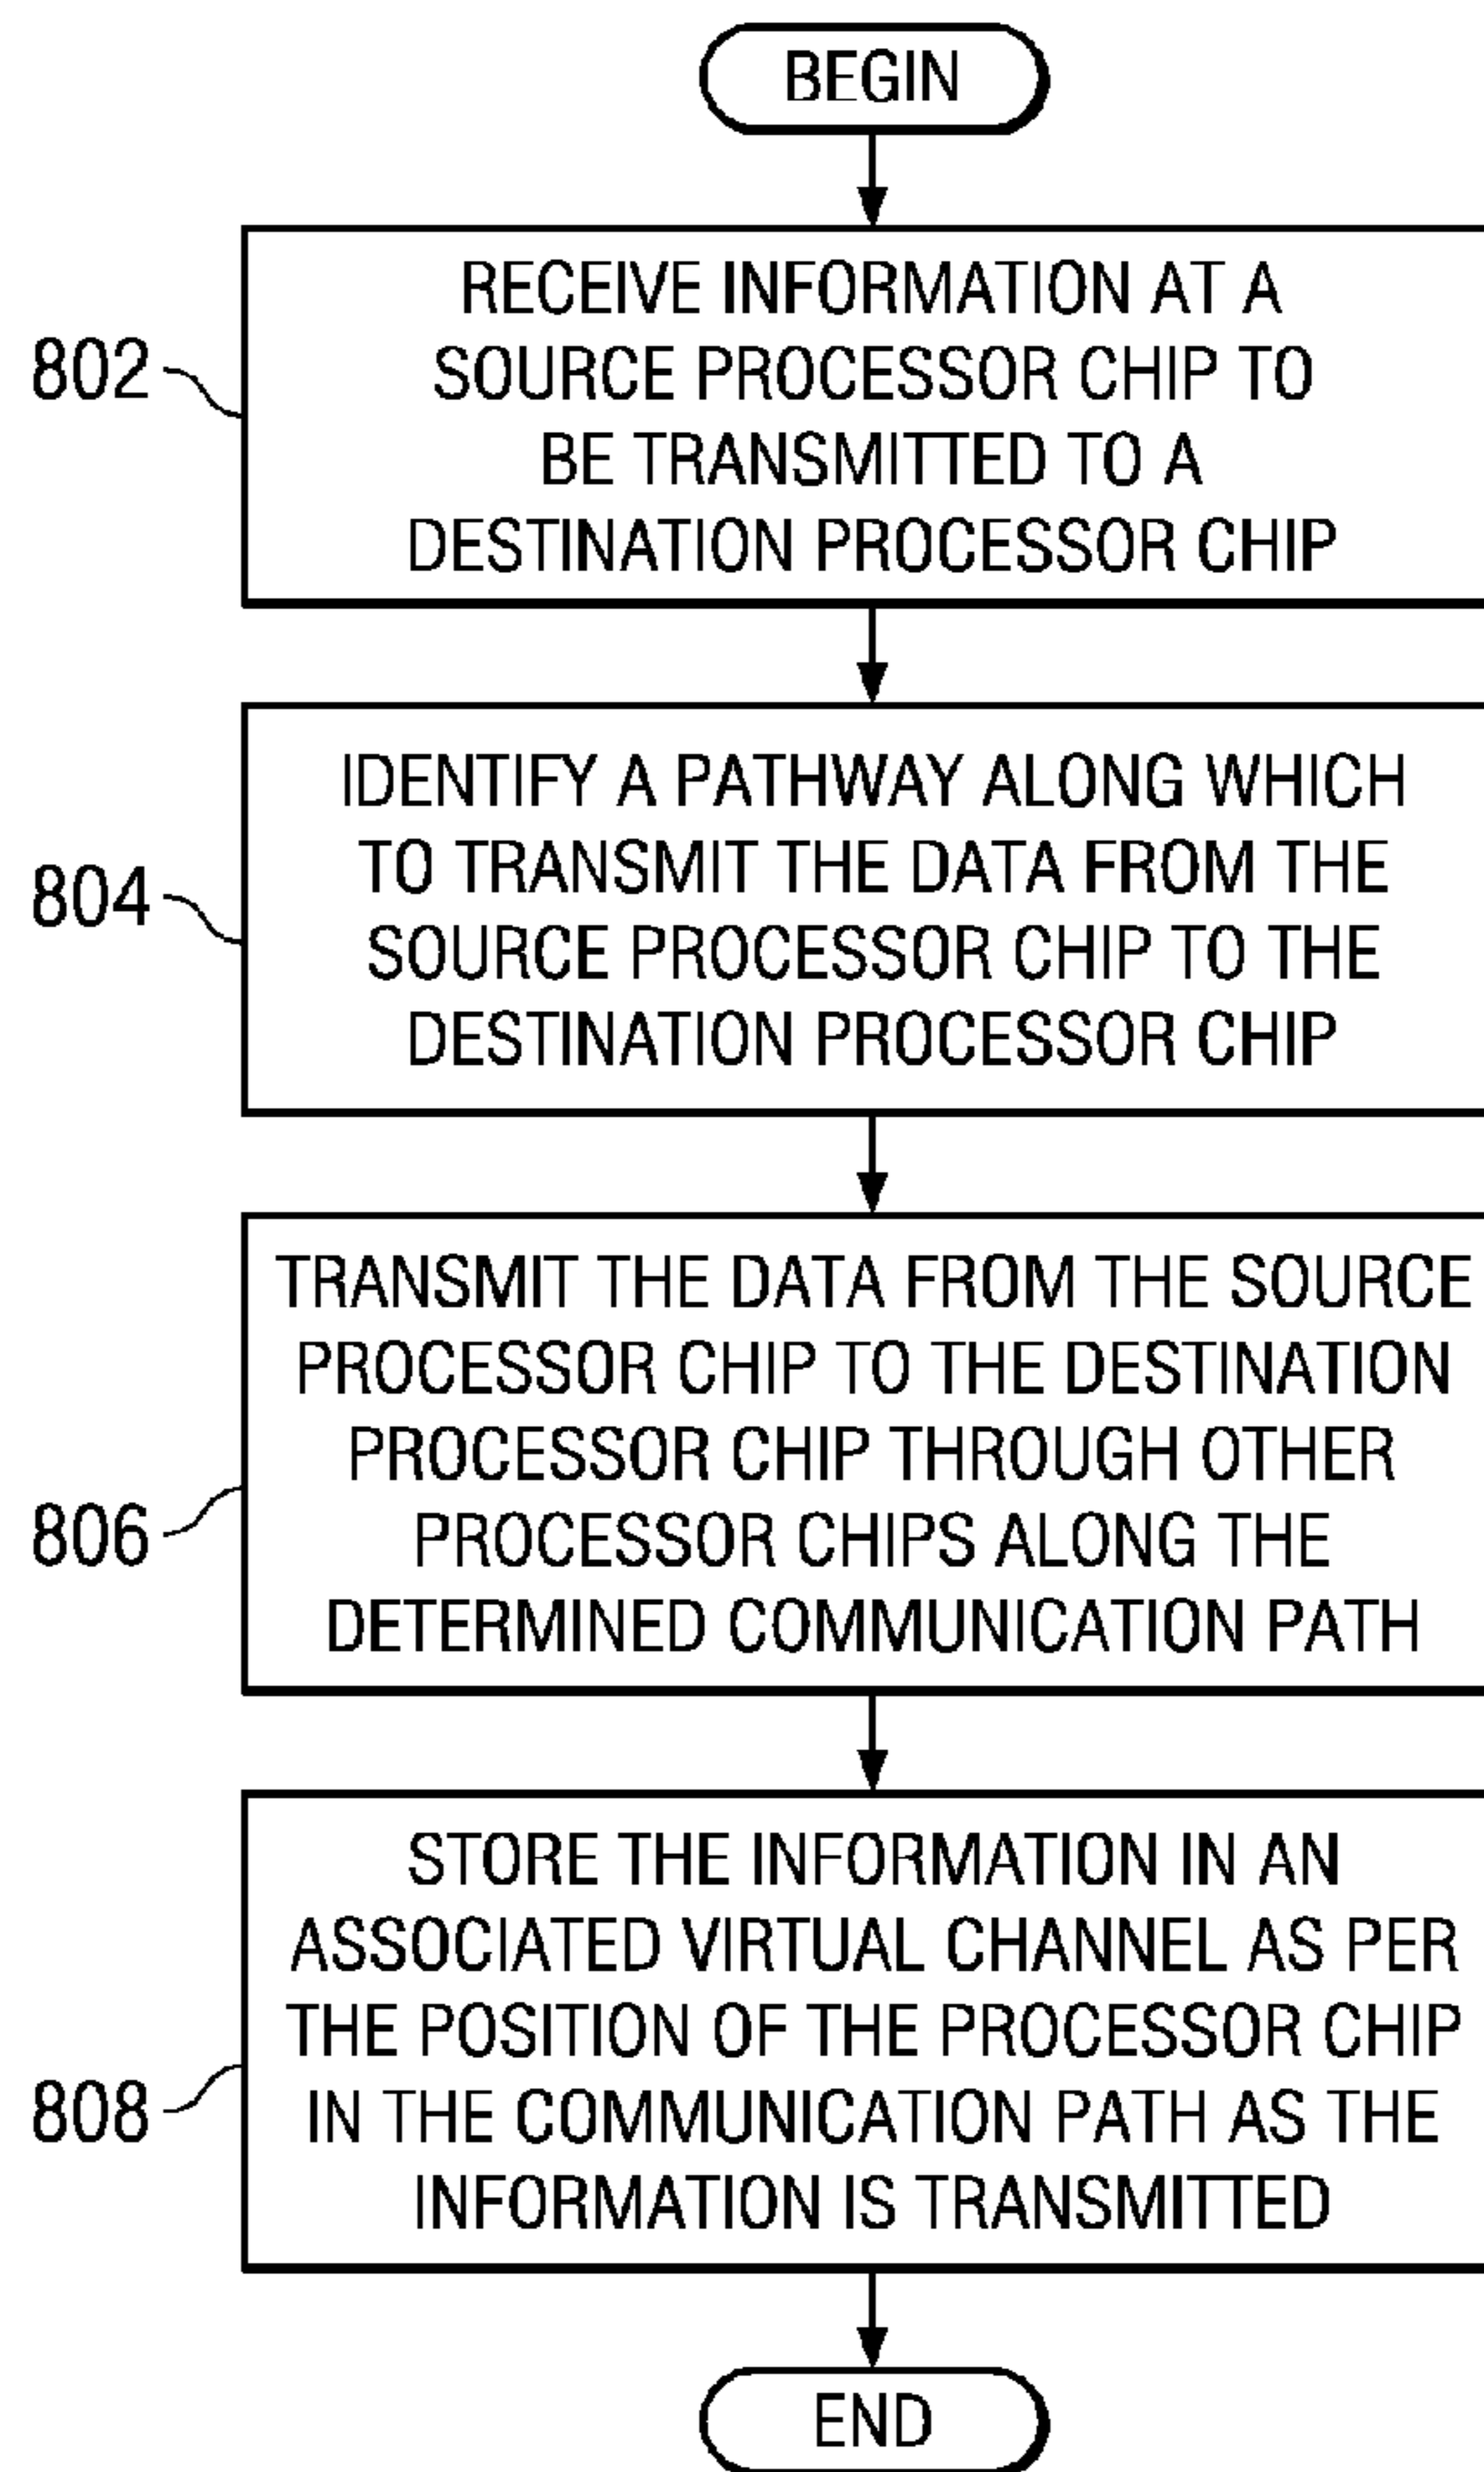 BEGIN
802
RECEIVE INFORMATION AT A
SOURCE PROCESSOR CHIP TO
BE TRANSMITTED TO A
DESTINATION PROCESSOR CHIP
804
IDENTIFY A PATHWAY ALONG WHICH
TO TRANSMIT THE DATA FROM THE
SOURCE PROCESSOR CHIP TO THE
DESTINATION PROCESSOR CHIP
806
TRANSMIT THE DATA FROM THE SOURCE
PROCESSOR CHIP TO THE DESTINATION
PROCESSOR CHIP THROUGH OTHER
PROCESSOR CHIPS ALONG THE
DETERMINED COMMUNICATION PATH
808
STORE THE INFORMATION IN AN
ASSOCIATED VIRTUAL CHANNEL AS PER
THE POSITION OF THE PROCESSOR CHIP
IN THE COMMUNICATION PATH AS THE
INFORMATION IS TRANSMITTED
END